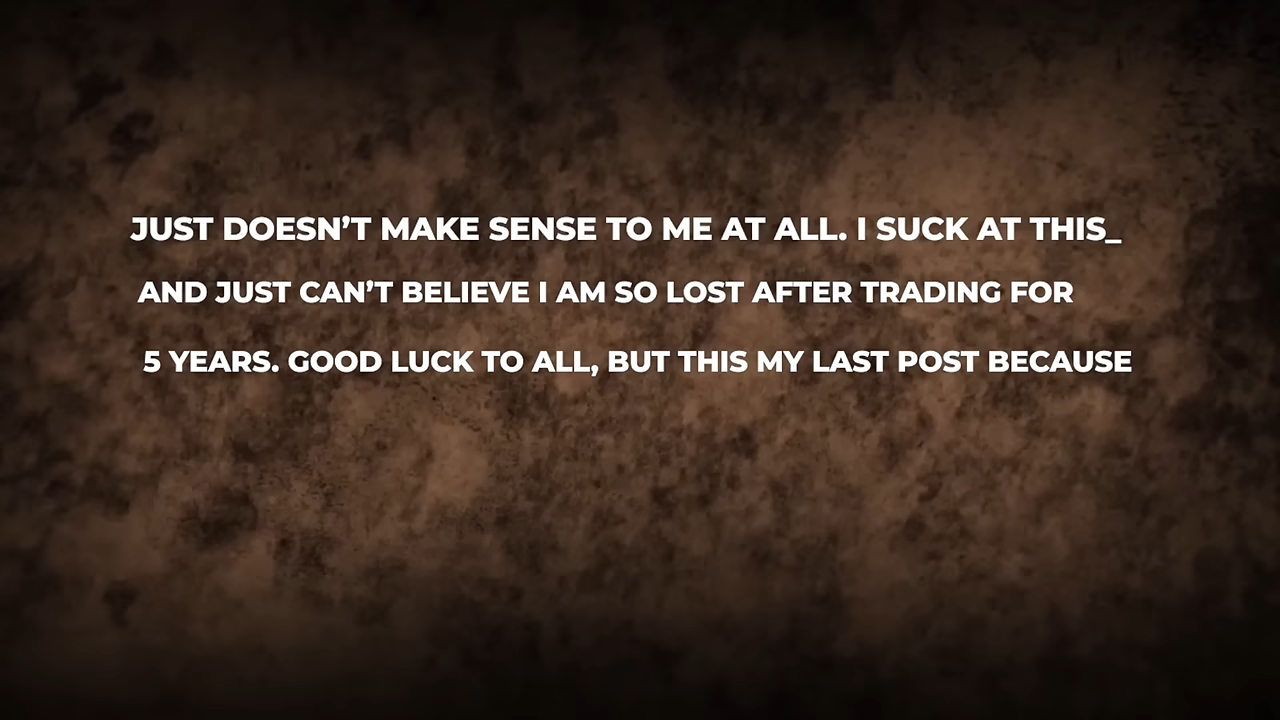 JUST DOESN’T MAKE SENSE TO ME AT ALL. I SUCK AT THIS_
AND JUST CAN’T BELIEVE I AM SO LOST AFTER TRADING FOR
5 YEARS. GOOD LUCK TO ALL, BUT THIS MY LAST POST BECAUSE